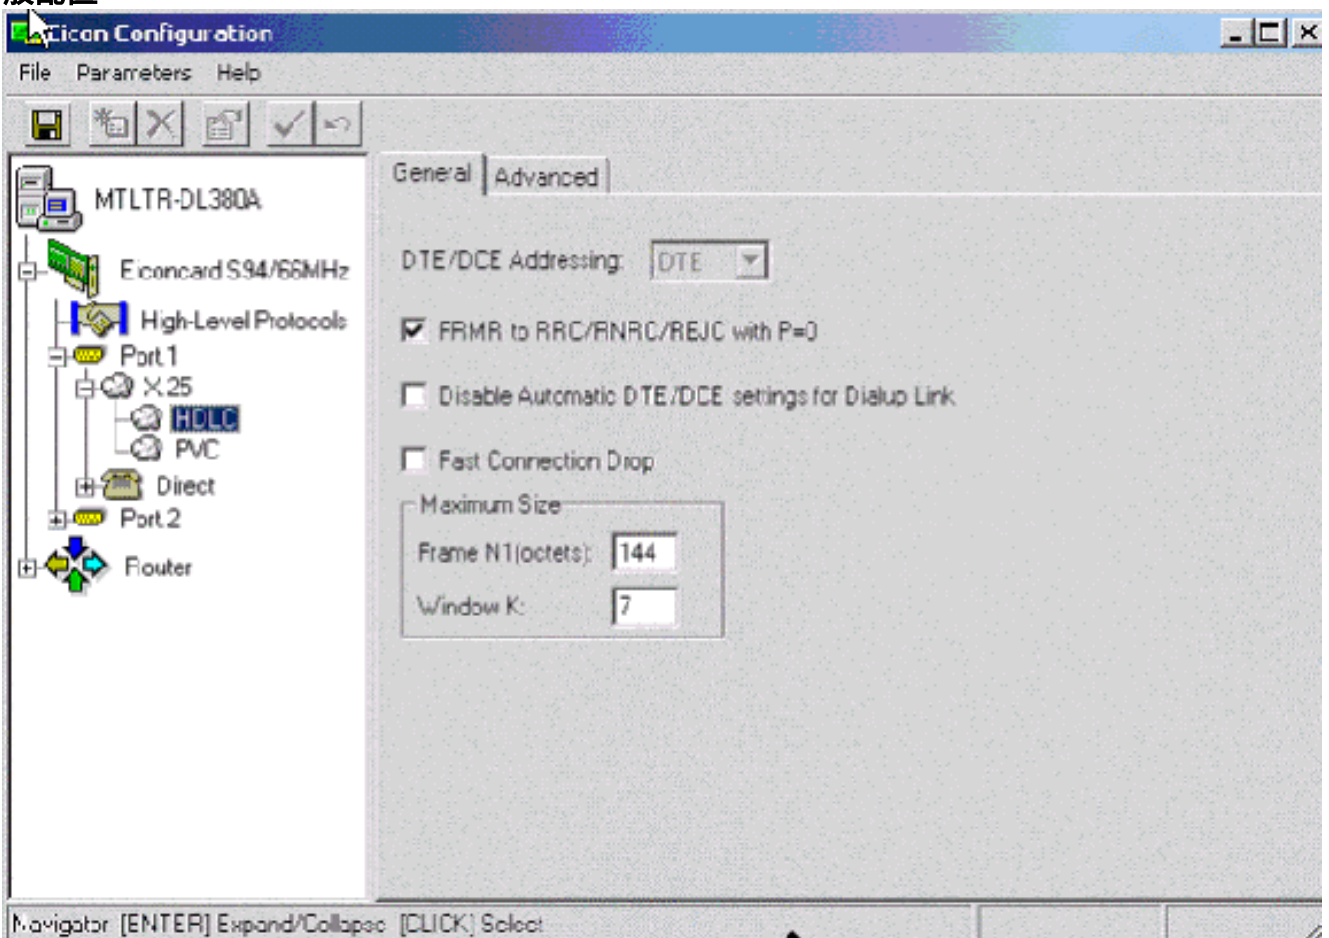 Eicon Configuration
File Parameters Help
General Advanced
MTLTR-DL380A
Eiconcard S94/66MHz
High-Level Protocols
Port 1
X.25
HDLC
PVC
Direct
Port 2
Router
DTE/DCE Addressing: DTE
FRMR to RRC/RNRC/REJC with P=0
Disable Automatic DTE/DCE settings for Dialup Link
Fast Connection Drop
Maximum Size
Frame N1(octets): 144
Window K: 7
Navigator [ENTER] Expand/Collapse [CLICK] Select